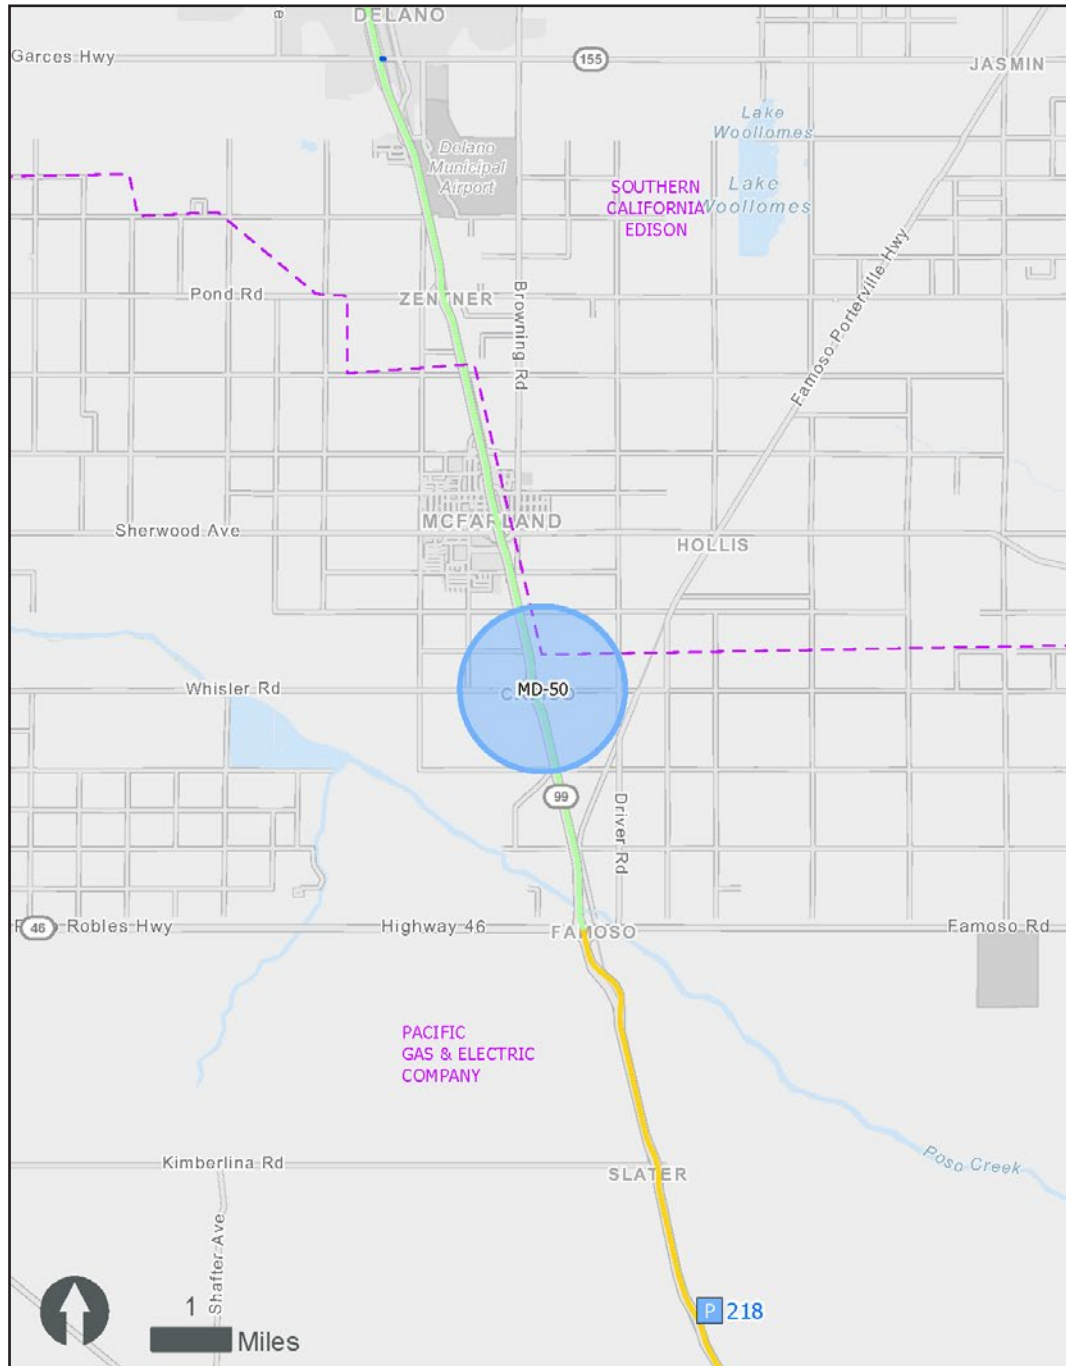 DELANO
e
Garces Hwy
155
JASMIN
Lake
Woollomes
Delano
Municipal
Airport
SOUTHERN
CALIFORNIA
EDISON
Lake
Woollomes
Pond Rd
ZENTNER
Browning Rd
Famoso Porterville Hwy
MCFARLAND
Sherwood Ave
HOLLIS
Whisler Rd
MD-50
99
Driver Rd
46
Robles Hwy
Highway 46
FAMOSO
Famoso Rd
PACIFIC
GAS & ELECTRIC
COMPANY
Kimberlina Rd
SLATER
Poso Creek
Shafter Ave
1
Miles
P 218